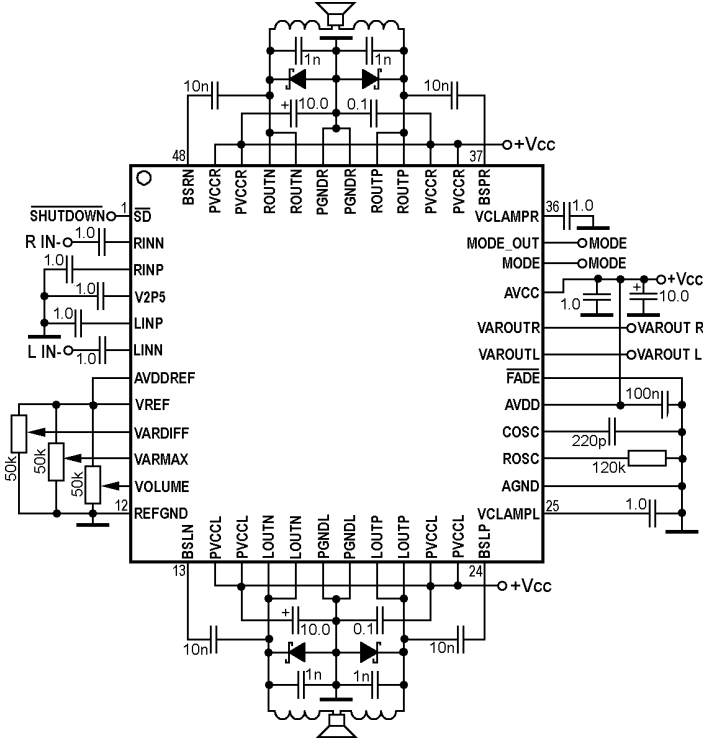 1n 1n
10n 10n
+ 10.0 0.1
48 37 +Vcc
BSRN PVCCR PVCCR ROUTN ROUTN PGNDR PGNDR ROUTP ROUTP PVCCR PVCCR BSPR
SHUTDOWN 1 SD
R IN- 1.0 RINN
1.0 RINP
1.0 V2P5
1.0 LINP
L IN- 1.0 LINN
AVDDREF
VREF
50k VARDIFF
50k VARMAX
50k VOLUME
12 REFGND
VCLAMPR 36 1.0
MODE_OUT MODE
MODE MODE
AVCC +Vcc
1.0 + 10.0
VAROUTR VAROUT R
VAROUTL VAROUT L
FADE
AVDD 100n
COSC 220p
ROSC 120k
AGND
VCLAMPL 25 1.0
BSLN PVCCL PVCCL LOUTN LOUTN PGNDL PGNDL LOUTP LOUTP PVCCL PVCCL BSLP
13 24
+Vcc
+ 10.0 0.1
10n 10n
1n 1n